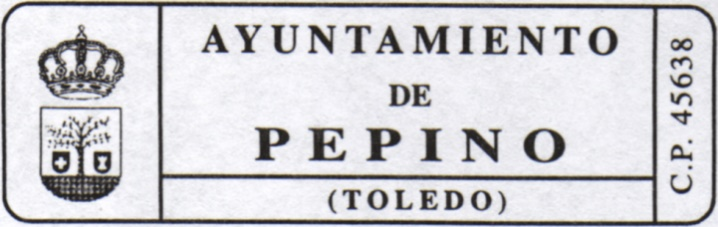 AYUNTAMIENTO
DE
PEPINO
(TOLEDO)
C.P. 45638